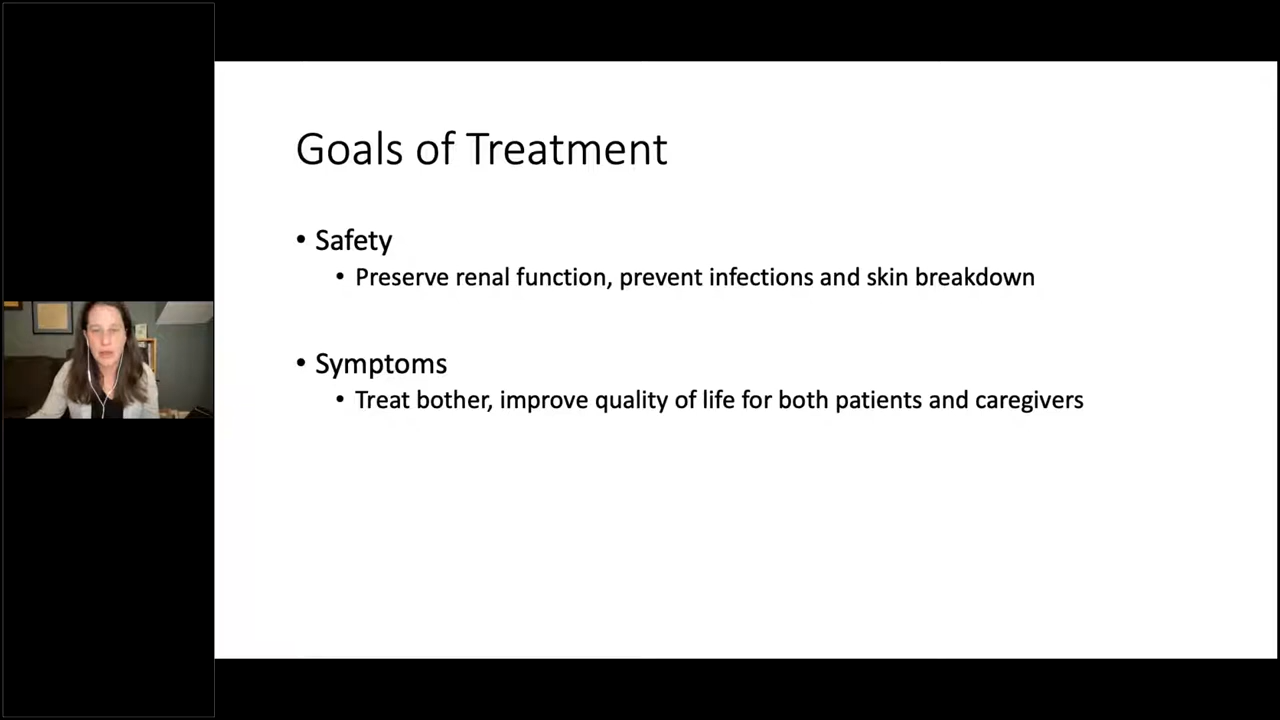 Goals of Treatment
• Safety
• Preserve renal function, prevent infections and skin breakdown
• Symptoms
• Treat bother, improve quality of life for both patients and caregivers